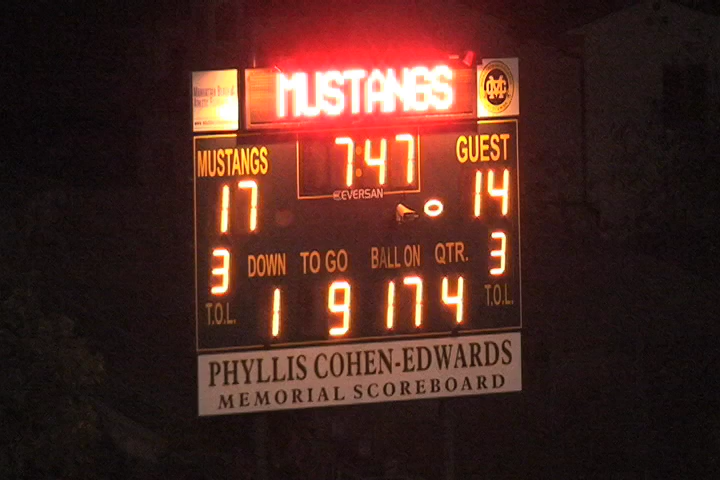 MUSTANGS
MUSTANGS
7:47
GUEST
EVERSAN
17
14
3
DOWN TO GO BALL ON QTR.
3
T.O.L.
1 9 17 4
T.O.L.
PHYLLIS COHEN-EDWARDS
MEMORIAL SCOREBOARD